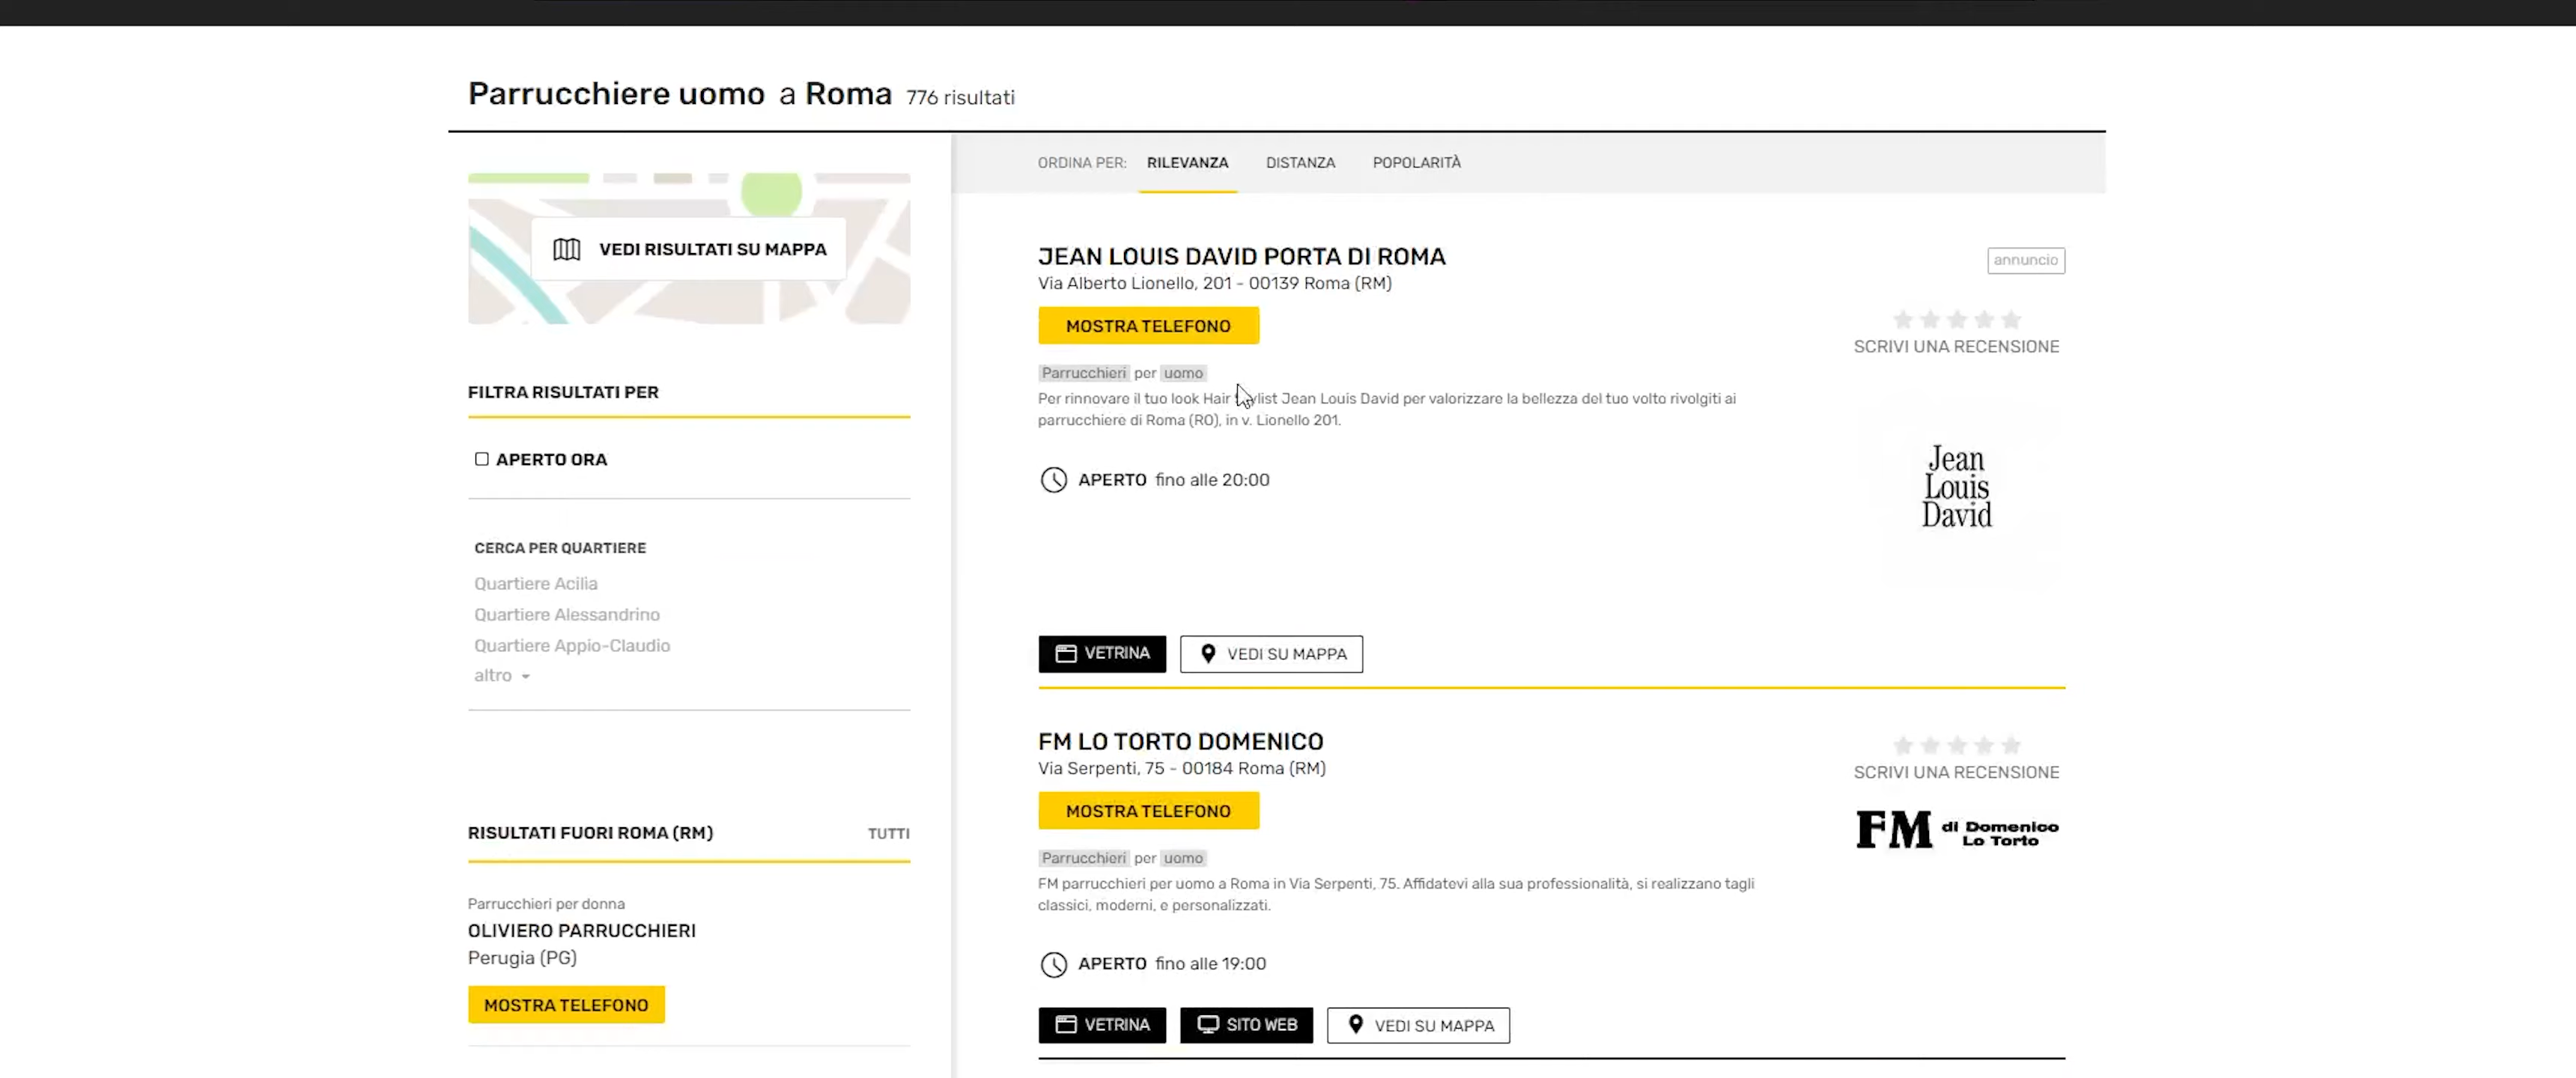 Parrucchiere uomo a Roma 776 risultati
VEDI RISULTATI SU MAPPA
FILTRA RISULTATI PER
APERTO ORA
CERCA PER QUARTIERE
Quartiere Acilia
Quartiere Alessandrino
Quartiere Appio-Claudio
altro
RISULTATI FUORI ROMA (RM) TUTTI
Parrucchieri per donna
OLIVIERO PARRUCCHIERI
Perugia (PG)
MOSTRA TELEFONO
ORDINA PER: RILEVANZA DISTANZA POPOLARITÀ
JEAN LOUIS DAVID PORTA DI ROMA
annuncio
Via Alberto Lionello, 201 - 00139 Roma (RM)
MOSTRA TELEFONO
SCRIVI UNA RECENSIONE
Parrucchieri per uomo
Per rinnovare il tuo look Hair Jean Louis David per valorizzare la bellezza del tuo volto rivolgiti ai
parrucchiere di Roma (RO), in v. Lionello 201.
Jean
Louis
David
APERTO fino alle 20:00
VETRINA VEDI SU MAPPA
FM LO TORTO DOMENICO
Via Serpenti, 75 - 00184 Roma (RM)
SCRIVI UNA RECENSIONE
MOSTRA TELEFONO
FM di Domenico
Lo Torto
Parrucchieri per uomo
FM parrucchieri per uomo a Roma in Via Serpenti, 75. Affidatevi alla sua professionalità, si realizzano tagli
classici, moderni, e personalizzati.
APERTO fino alle 19:00
VETRINA SITO WEB VEDI SU MAPPA